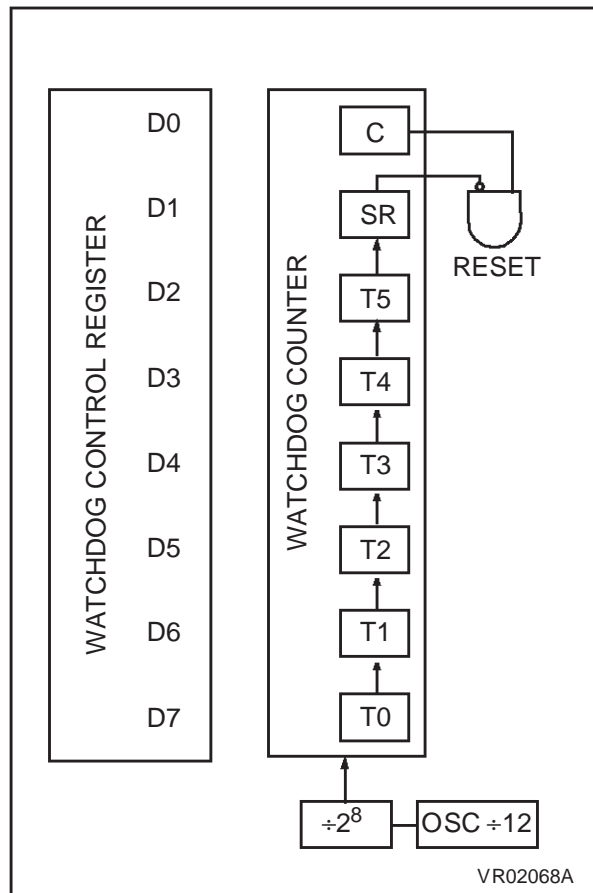 WATCHDOG CONTROL REGISTER
D0
D1
D2
D3
D4
D5
D6
D7
WATCHDOG COUNTER
C
SR
T5
T4
T3
T2
T1
T0
RESET
÷2⁸
OSC ÷12
VR02068A